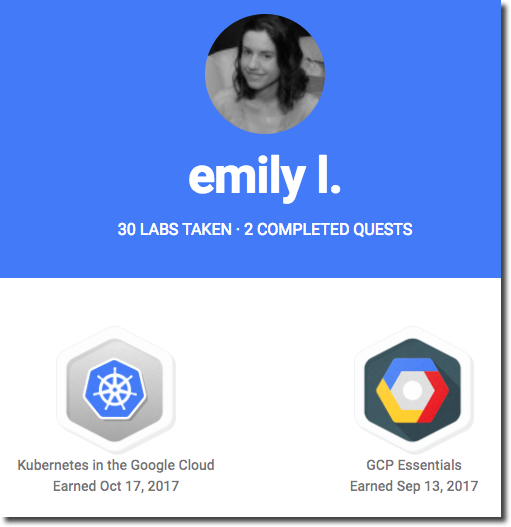 emily l.
30 LABS TAKEN · 2 COMPLETED QUESTS
Kubernetes in the Google Cloud
Earned Oct 17, 2017
GCP Essentials
Earned Sep 13, 2017